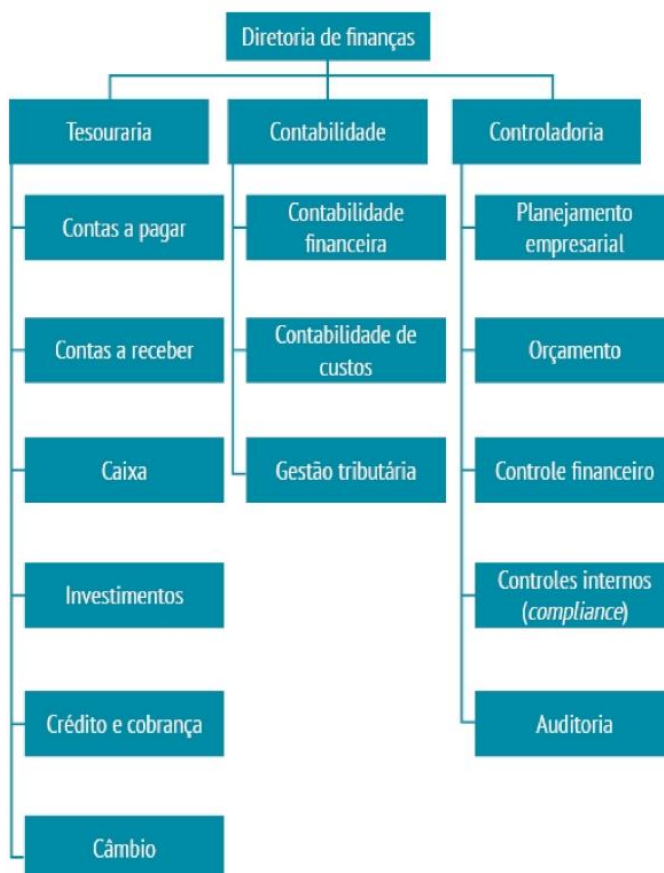 Diretoria de finanças
Tesouraria
Contabilidade
Controladoria
Contas a pagar
Contabilidade
financeira
Planejamento
empresarial
Contas a receber
Contabilidade de
custos
Orçamento
Caixa
Gestão tributária
Controle financeiro
Investimentos
Controles internos
(compliance)
Crédito e cobrança
Auditoria
Câmbio